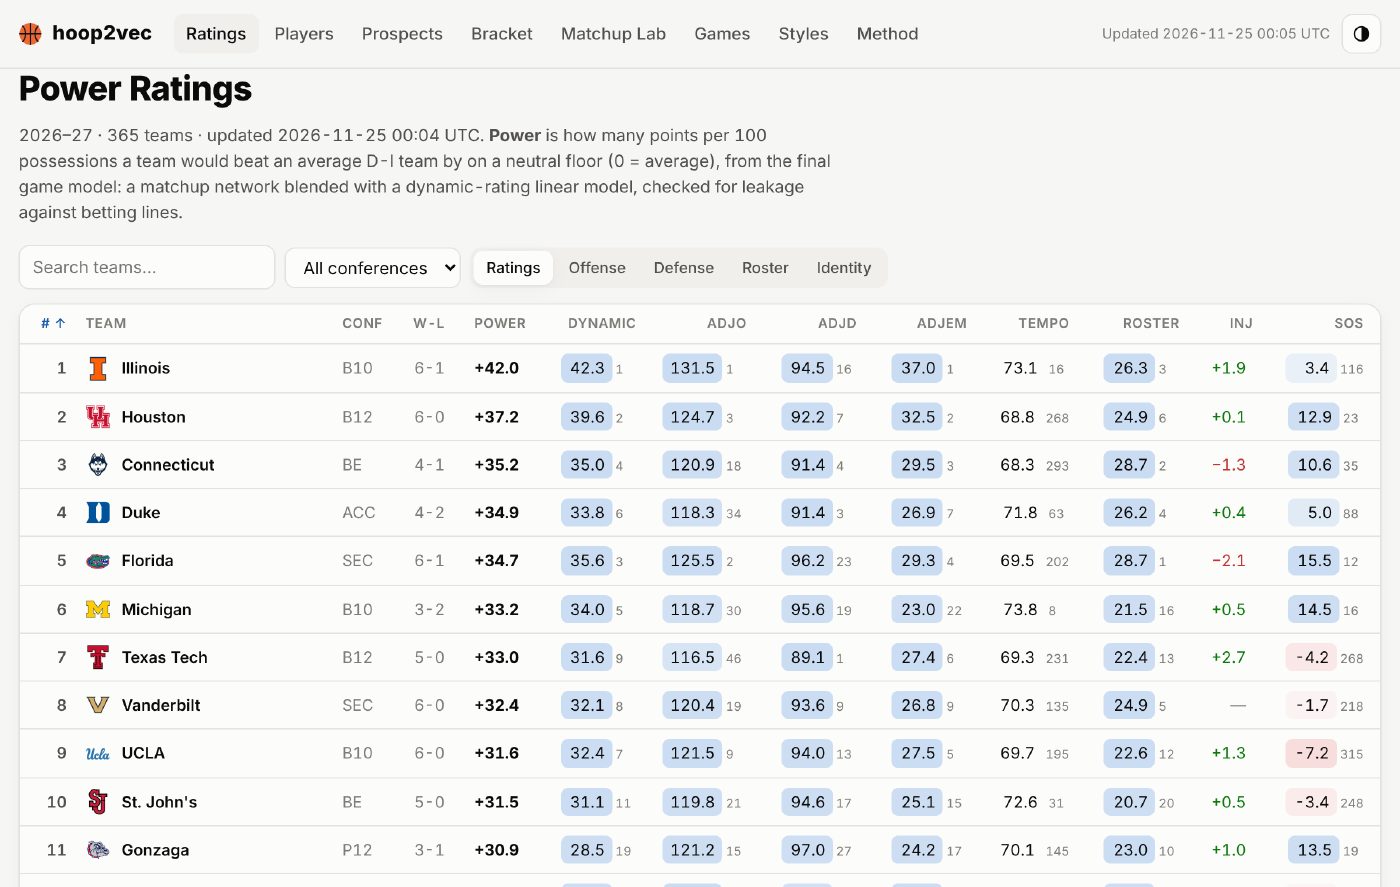 hoop2vec Ratings Players Prospects Bracket Matchup Lab Games Styles Method Updated 2026-11-25 00:05 UTC
Power Ratings
2026–27 · 365 teams · updated 2026-11-25 00:04 UTC. Power is how many points per 100
possessions a team would beat an average D-I team by on a neutral floor (0 = average), from the final
game model: a matchup network blended with a dynamic-rating linear model, checked for leakage
against betting lines.
Search teams... All conferences Ratings Offense Defense Roster Identity
# ↑ TEAM CONF W-L POWER DYNAMIC ADJO ADJD ADJEM TEMPO ROSTER INJ SOS
1 Illinois B10 6-1 +42.0 42.3 1 131.5 1 94.5 16 37.0 1 73.1 16 26.3 3 +1.9 3.4 116
2 Houston B12 6-0 +37.2 39.6 2 124.7 3 92.2 7 32.5 2 68.8 268 24.9 6 +0.1 12.9 23
3 Connecticut BE 4-1 +35.2 35.0 4 120.9 18 91.4 4 29.5 3 68.3 293 28.7 2 −1.3 10.6 35
4 Duke ACC 4-2 +34.9 33.8 6 118.3 34 91.4 3 26.9 7 71.8 63 26.2 4 +0.4 5.0 88
5 Florida SEC 6-1 +34.7 35.6 3 125.5 2 96.2 23 29.3 4 69.5 202 28.7 1 −2.1 15.5 12
6 Michigan B10 3-2 +33.2 34.0 5 118.7 30 95.6 19 23.0 22 73.8 8 21.5 16 +0.5 14.5 16
7 Texas Tech B12 5-0 +33.0 31.6 9 116.5 46 89.1 1 27.4 6 69.3 231 22.4 13 +2.7 -4.2 268
8 Vanderbilt SEC 6-0 +32.4 32.1 8 120.4 19 93.6 9 26.8 9 70.3 135 24.9 5 — -1.7 218
9 Ucla UCLA B10 6-0 +31.6 32.4 7 121.5 9 94.0 13 27.5 5 69.7 195 22.6 12 +1.3 -7.2 315
10 St. John's BE 5-0 +31.5 31.1 11 119.8 21 94.6 17 25.1 15 72.6 31 20.7 20 +0.5 -3.4 248
11 Gonzaga P12 3-1 +30.9 28.5 19 121.2 15 97.0 27 24.2 17 70.1 145 23.0 10 +1.0 13.5 19